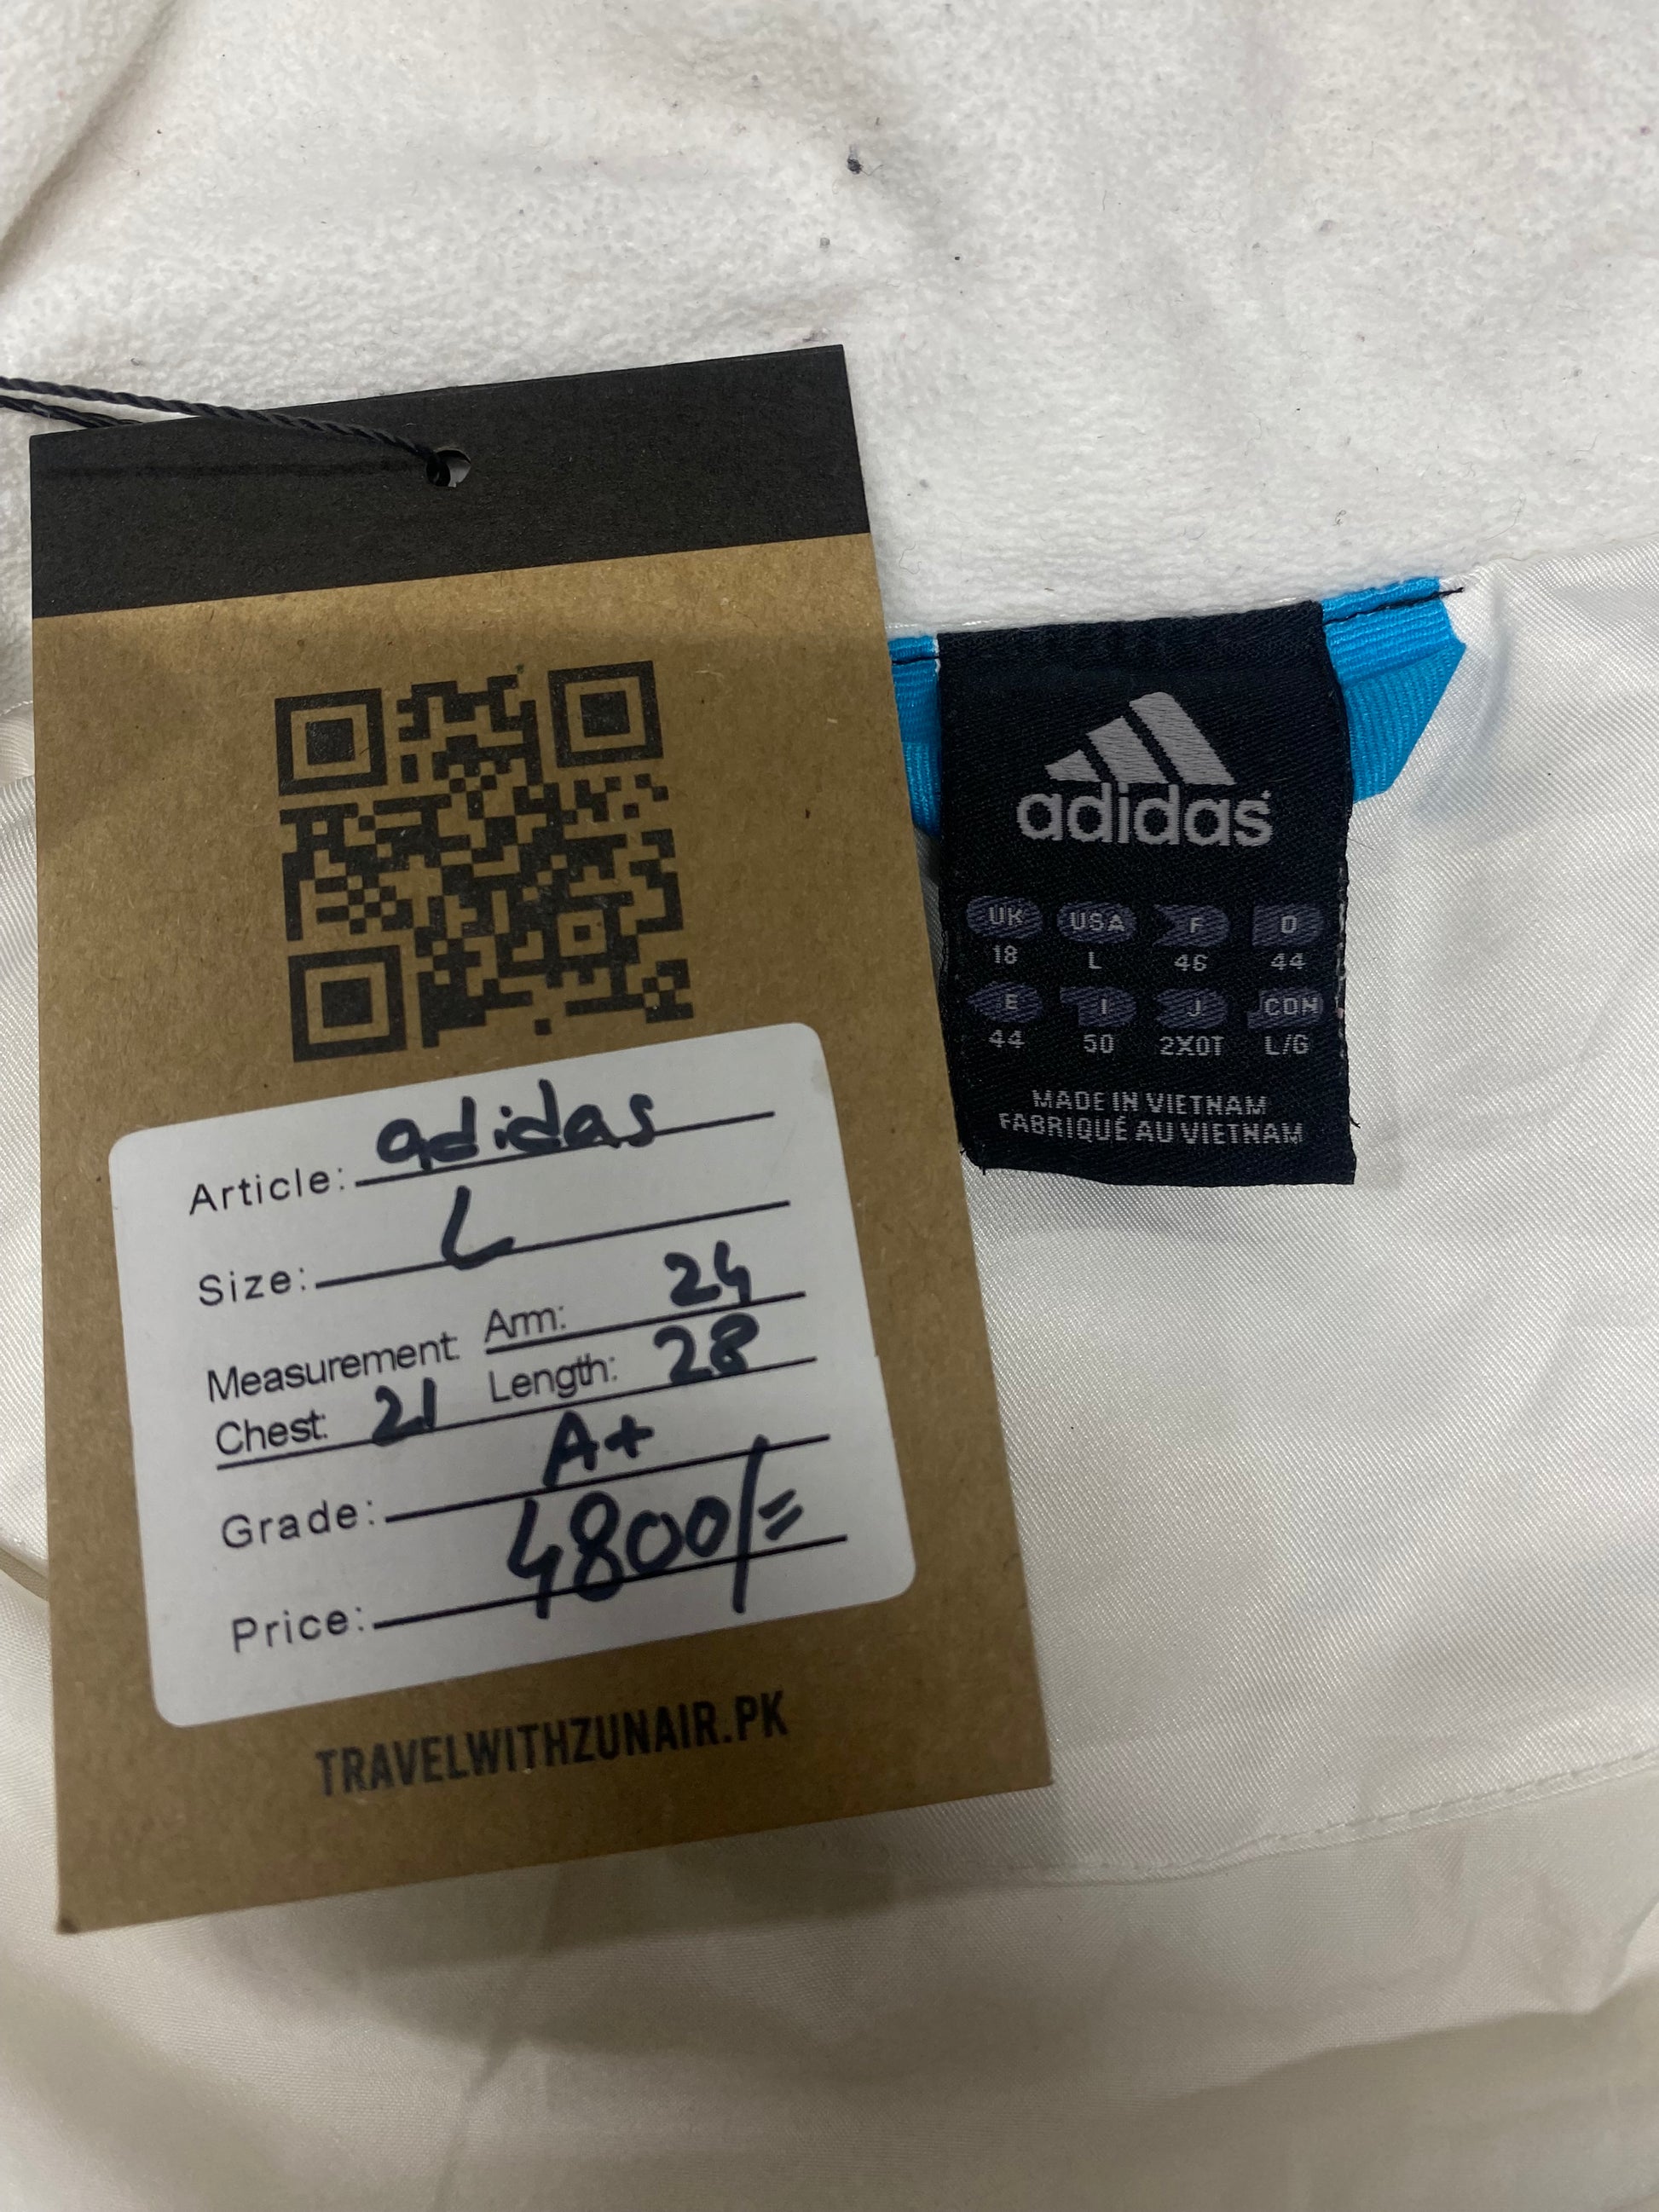 Article: adidas
Size: L
Measurement: Arm: 24
Chest: 21 Length: 28
Grade: A+
Price: 4800/=
TRAVELWITHZUNAIR.PK
adidas
UK USA F D
18 L 46 44
E I J CDN
44 50 2XOT L/G
MADE IN VIETNAM
FABRIQUÉ AU VIETNAM